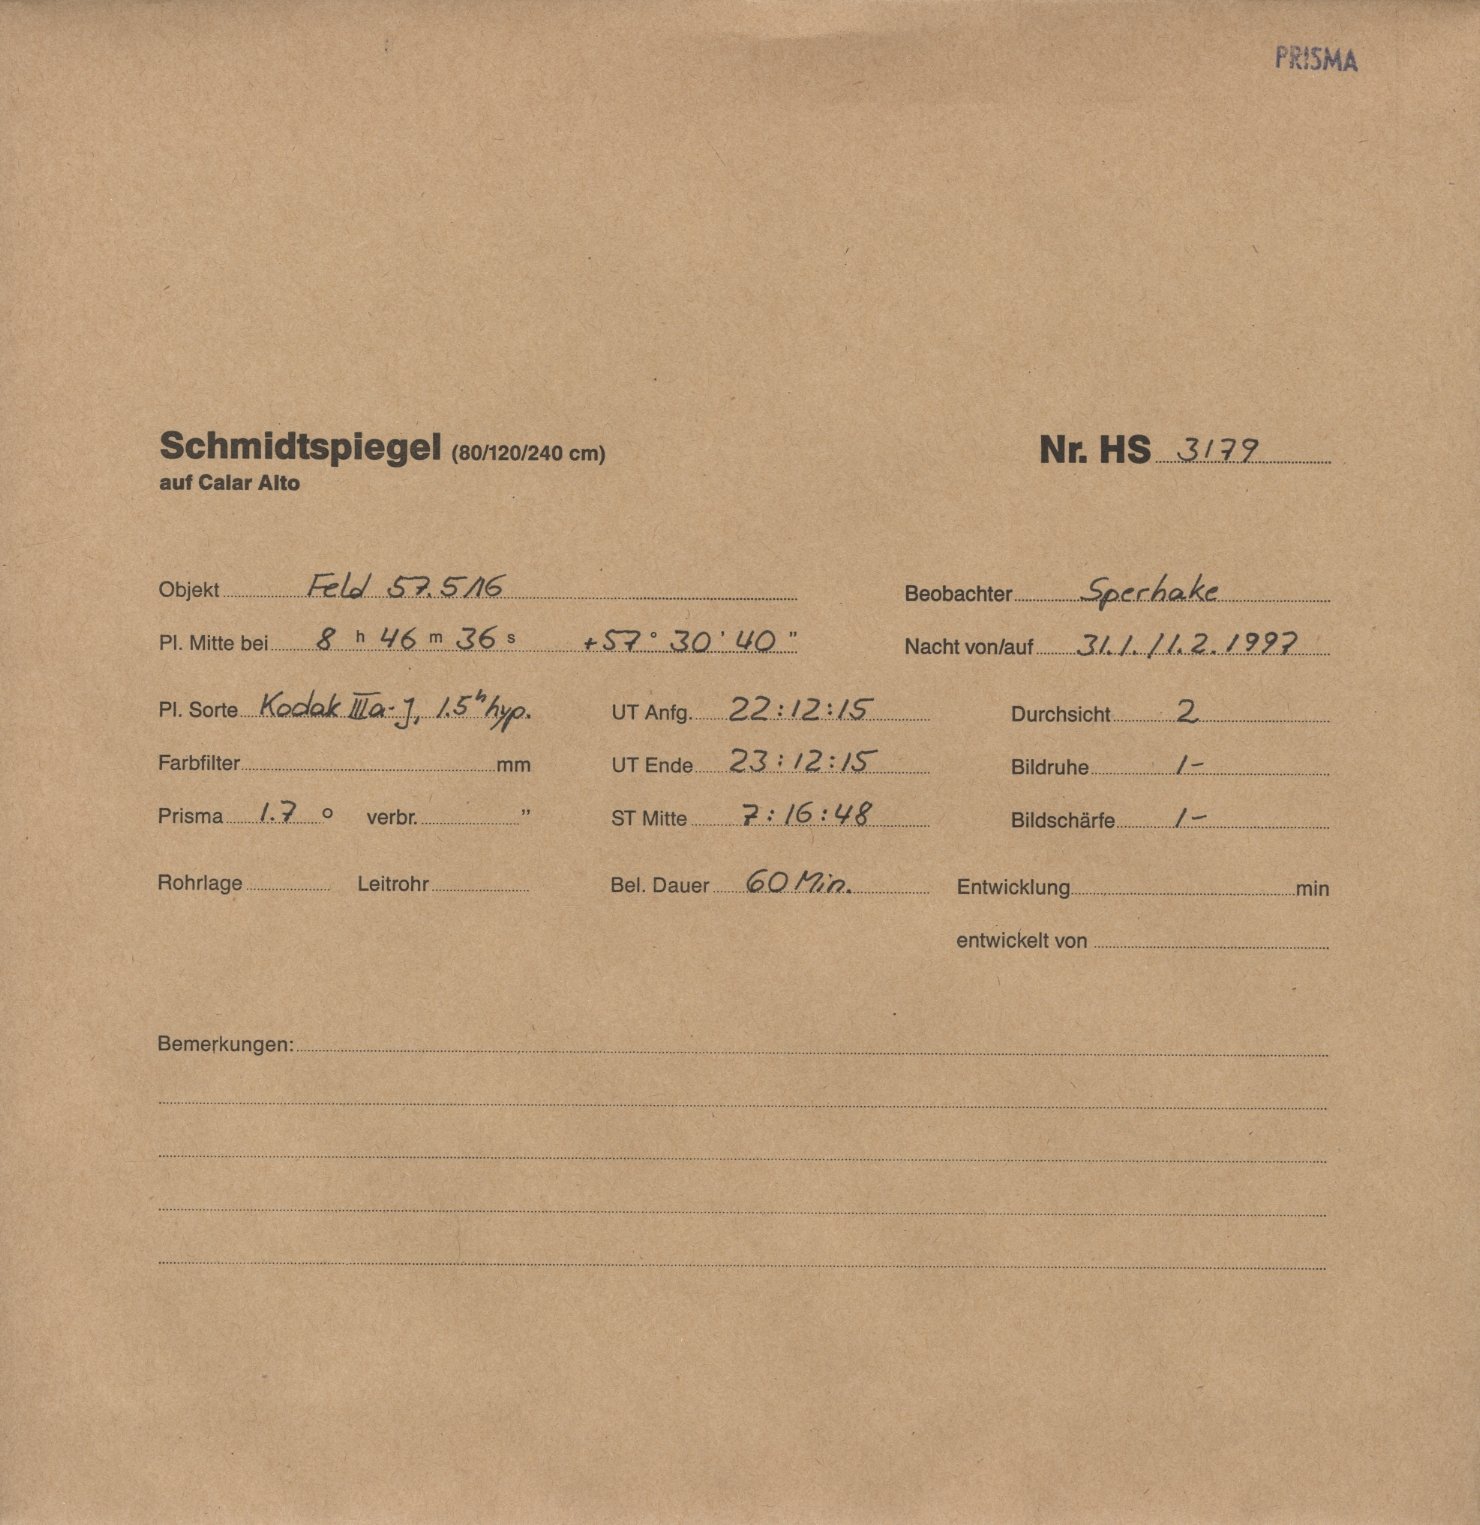 PRISMA
Schmidtspiegel (80/120/240 cm) Nr. HS 3179
auf Calar Alto
Objekt Feld 57.5/16 Beobachter Sperhake
Pl. Mitte bei 8 h 46 m 36 s +57° 30' 40" Nacht von/auf 31.1./1.2.1997
Pl. Sorte Kodak IIIa-J, 1.5h hyp. UT Anfg. 22:12:15 Durchsicht 2
Farbfilter mm UT Ende 23:12:15 Bildruhe 1-
Prisma 1.7 ° verbr. " ST Mitte 7:16:48 Bildschärfe 1-
Rohrlage Leitrohr Bel. Dauer 60 Min. Entwicklung min
entwickelt von
Bemerkungen: